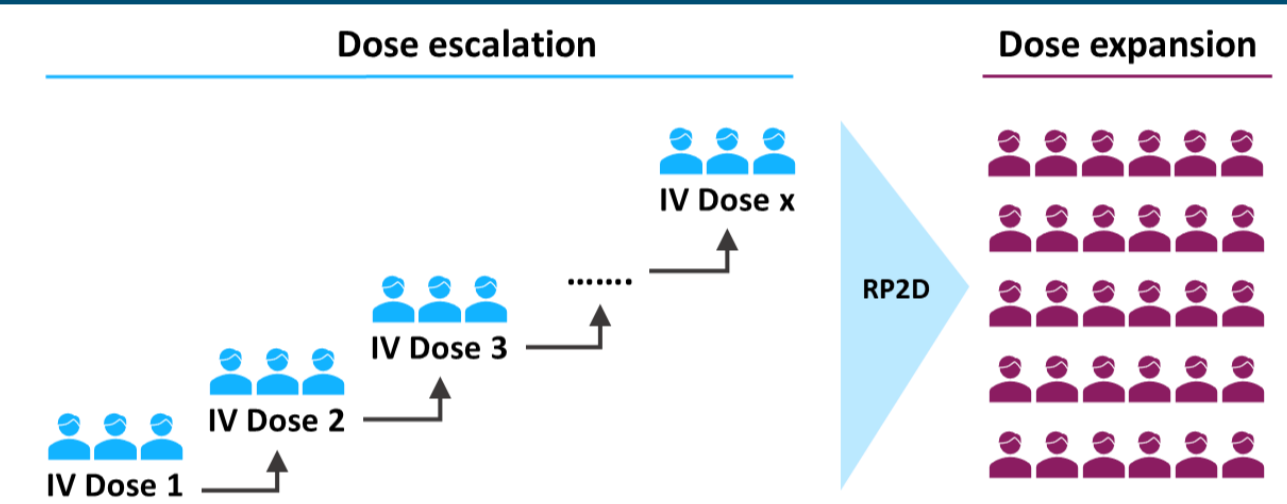 Dose escalation
Dose expansion
IV Dose x
.......
RP2D
IV Dose 3
IV Dose 2
IV Dose 1